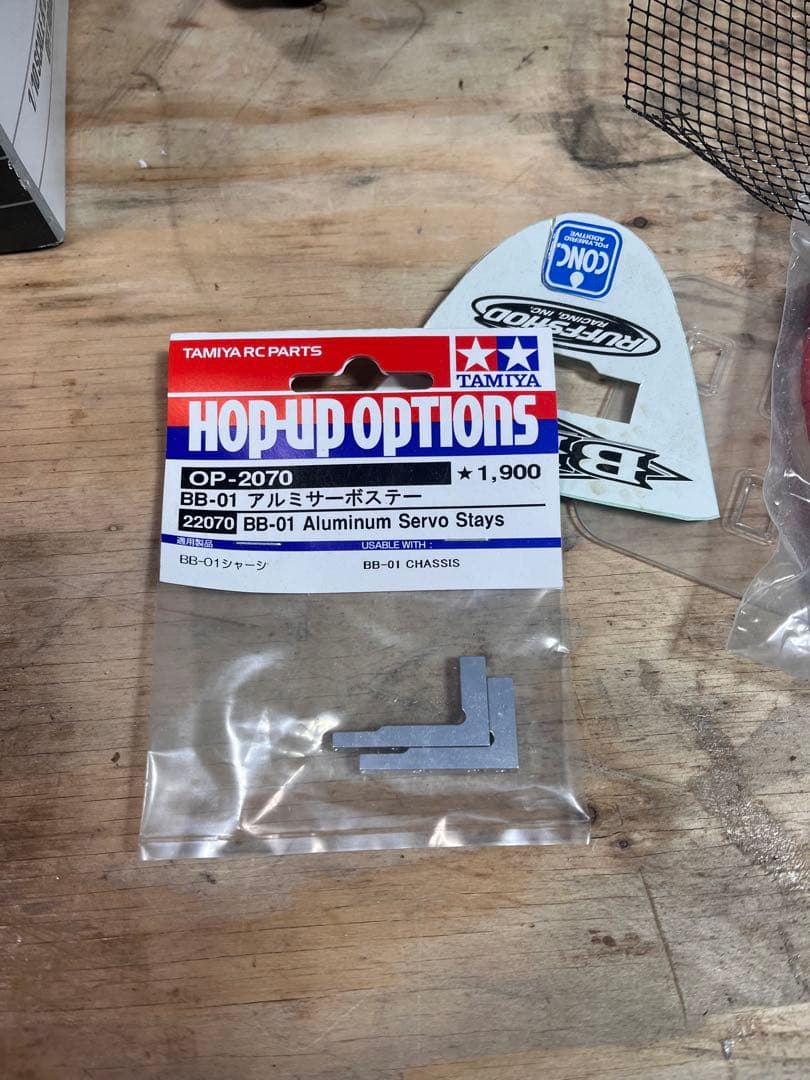 TAMIYA RC PARTS
TAMIYA
HOP-UP OPTIONS
OP-2070 ★1,900
BB-01 アルミサーボステー
22070 BB-01 Aluminum Servo Stays
適用製品 USABLE WITH :
BB-01シャーシ BB-01 CHASSIS
CONC
POLYMERIC
ADDITIVE
RUFFSHOD
RACING, INC.